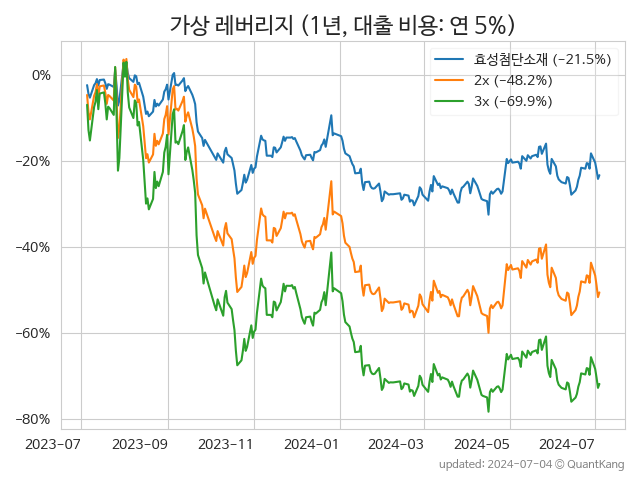 가상 레버리지 (1년, 대출 비용: 연 5%)
효성첨단소재 (−21.5%)
2x (−48.2%)
3x (−69.9%)
0%
−20%
−40%
−60%
−80%
2023−07 2023−09 2023−11 2024−01 2024−03 2024−05 2024−07
updated: 2024-07-04 © QuantKang